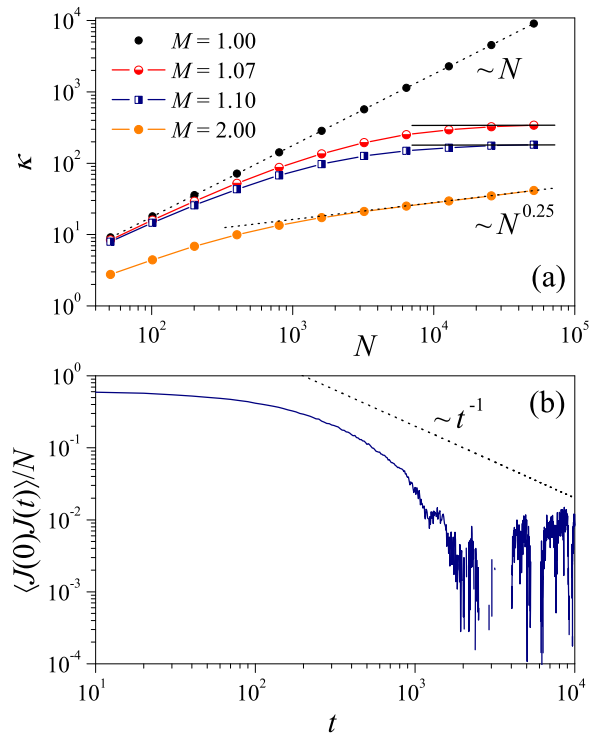 10^4
10^3
10^2
10^1
10^0
κ
M = 1.00
M = 1.07
M = 1.10
M = 2.00
~N
~N^0.25
(a)
10^2 10^3 10^4 10^5
N
10^0
10^-1
10^-2
10^-3
10^-4
⟨J(0)J(t)⟩/N
~t^-1
(b)
10^1 10^2 10^3 10^4
t